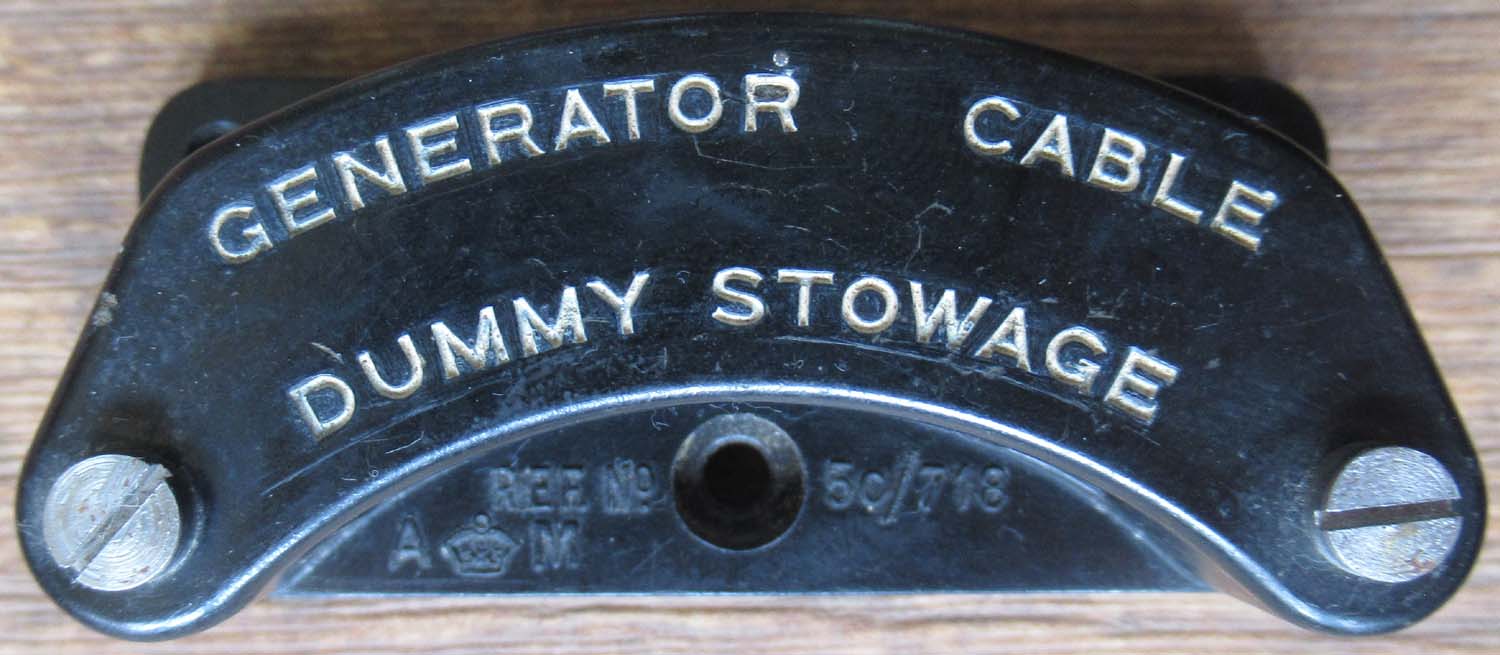 GENERATOR CABLE
DUMMY STOWAGE
REF. No 5C/718
A M